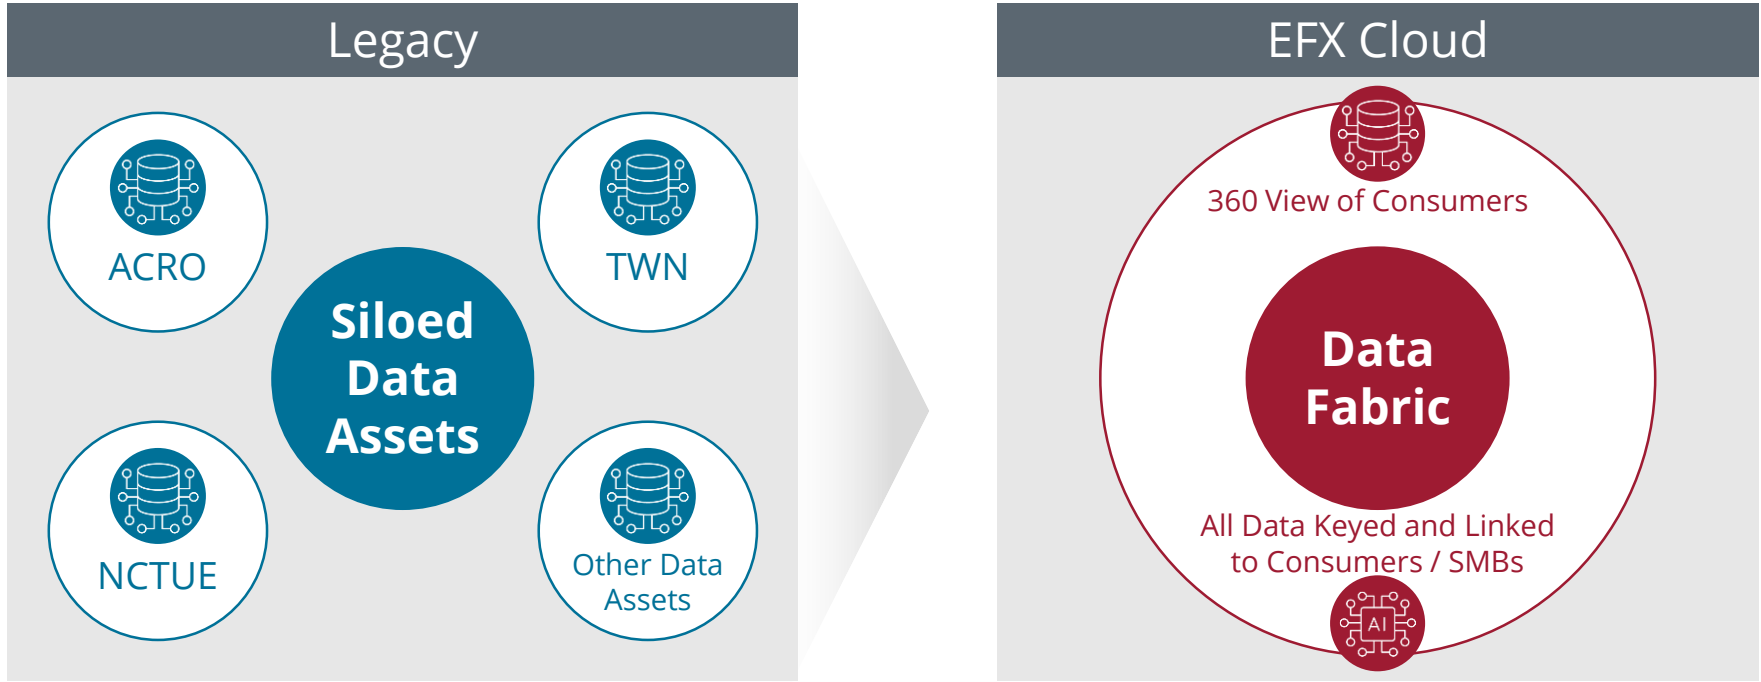 Legacy
ACRO
TWN
Siloed
Data
Assets
NCTUE
Other Data
Assets
EFX Cloud
360 View of Consumers
Data
Fabric
All Data Keyed and Linked
to Consumers / SMBs
AI